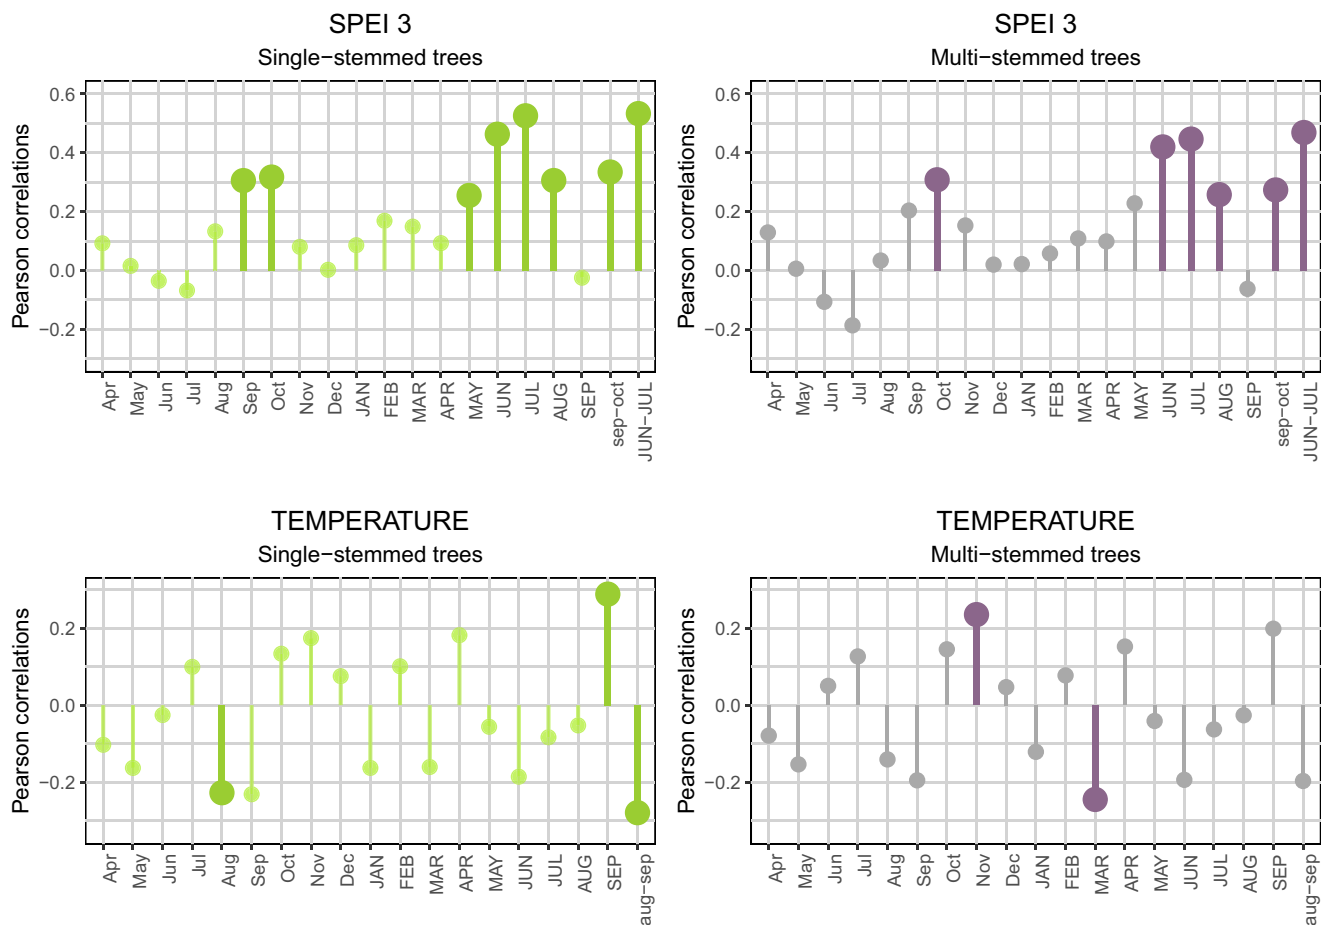 SPEI 3
Single−stemmed trees
Pearson correlations
0.6
0.4
0.2
0.0
−0.2
Apr
May
Jun
Jul
Aug
Sep
Oct
Nov
Dec
JAN
FEB
MAR
APR
MAY
JUN
JUL
AUG
SEP
sep−oct
JUN−JUL
SPEI 3
Multi−stemmed trees
Pearson correlations
0.6
0.4
0.2
0.0
−0.2
Apr
May
Jun
Jul
Aug
Sep
Oct
Nov
Dec
JAN
FEB
MAR
APR
MAY
JUN
JUL
AUG
SEP
sep−oct
JUN−JUL
TEMPERATURE
Single−stemmed trees
Pearson correlations
0.2
0.0
−0.2
Apr
May
Jun
Jul
Aug
Sep
Oct
Nov
Dec
JAN
FEB
MAR
APR
MAY
JUN
JUL
AUG
SEP
aug−sep
TEMPERATURE
Multi−stemmed trees
Pearson correlations
0.2
0.0
−0.2
Apr
May
Jun
Jul
Aug
Sep
Oct
Nov
Dec
JAN
FEB
MAR
APR
MAY
JUN
JUL
AUG
SEP
aug−sep